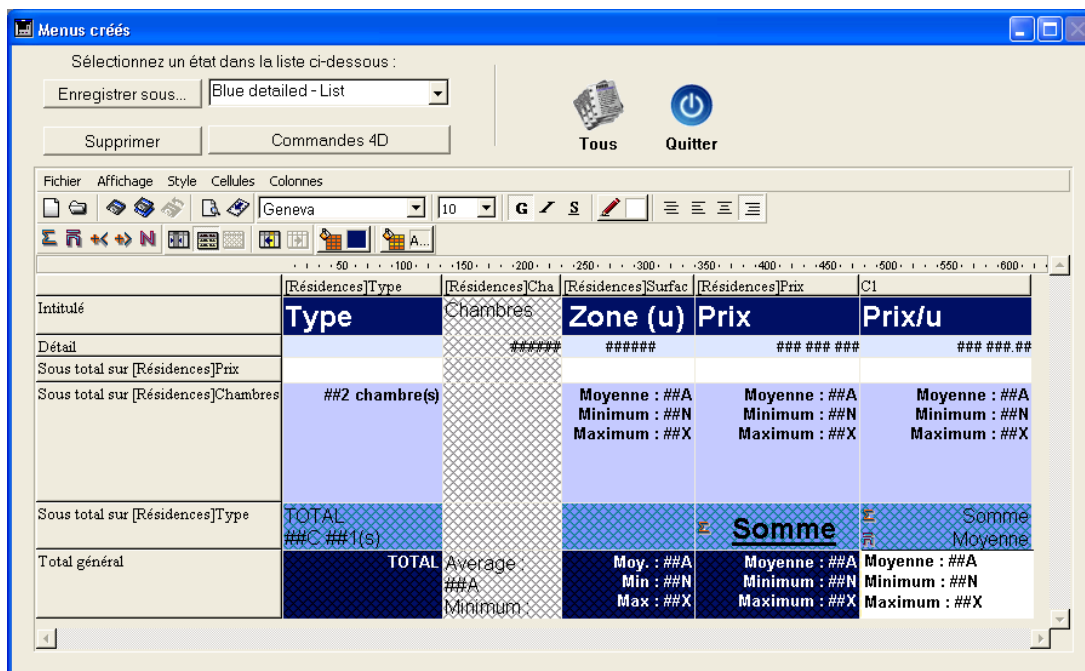 Menus créés
Sélectionnez un état dans la liste ci-dessous :
Enregistrer sous... Blue detailed - List
Supprimer Commandes 4D
Tous Quitter
Fichier Affichage Style Cellules Colonnes
Geneva 10 G I S
N A...
50 100 150 200 250 300 350 400 450 500 550 600
[Résidences]Type [Résidences]Cha [Résidences]Surfac [Résidences]Prix C1
Intitulé Type Chambres Zone (u) Prix Prix/u
Détail ###### ###### ### ### ### ### ###.##
Sous total sur [Résidences]Prix
Sous total sur [Résidences]Chambres ##2 chambre(s) Moyenne : ##A Moyenne : ##A Moyenne : ##A
Minimum : ##N Minimum : ##N Minimum : ##N
Maximum : ##X Maximum : ##X Maximum : ##X
Sous total sur [Résidences]Type TOTAL Σ Somme Σ Somme
##C ##1(s) Moyenne
Total général TOTAL Average : Moy. : ##A Moyenne : ##A Moyenne : ##A
##A Min : ##N Minimum : ##N Minimum : ##N
Minimum : Max : ##X Maximum : ##X Maximum : ##X